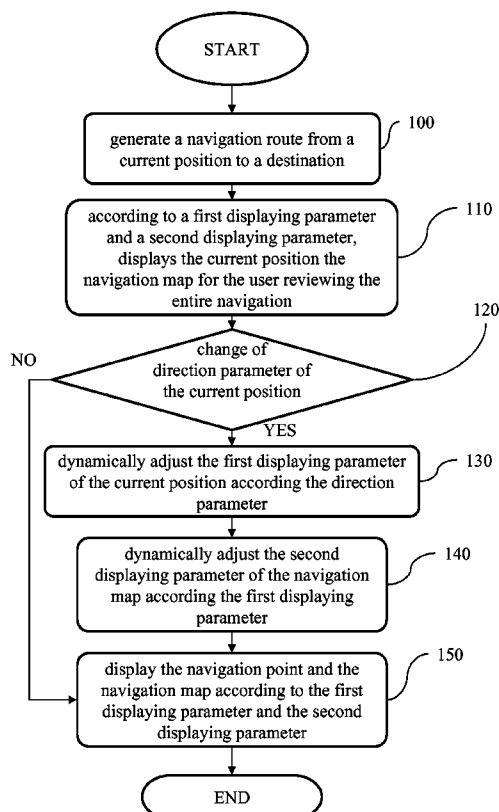 START
generate a navigation route from a
current position to a destination
100
according to a first displaying parameter
and a second displaying parameter,
displays the current position the
navigation map for the user reviewing the
entire navigation
110
change of
direction parameter of
the current position
120
NO
YES
dynamically adjust the first displaying parameter
of the current position according the direction
parameter
130
dynamically adjust the second
displaying parameter of the navigation
map according the first displaying
parameter
140
display the navigation point and the
navigation map according to the first
displaying parameter and the second
displaying parameter
150
END